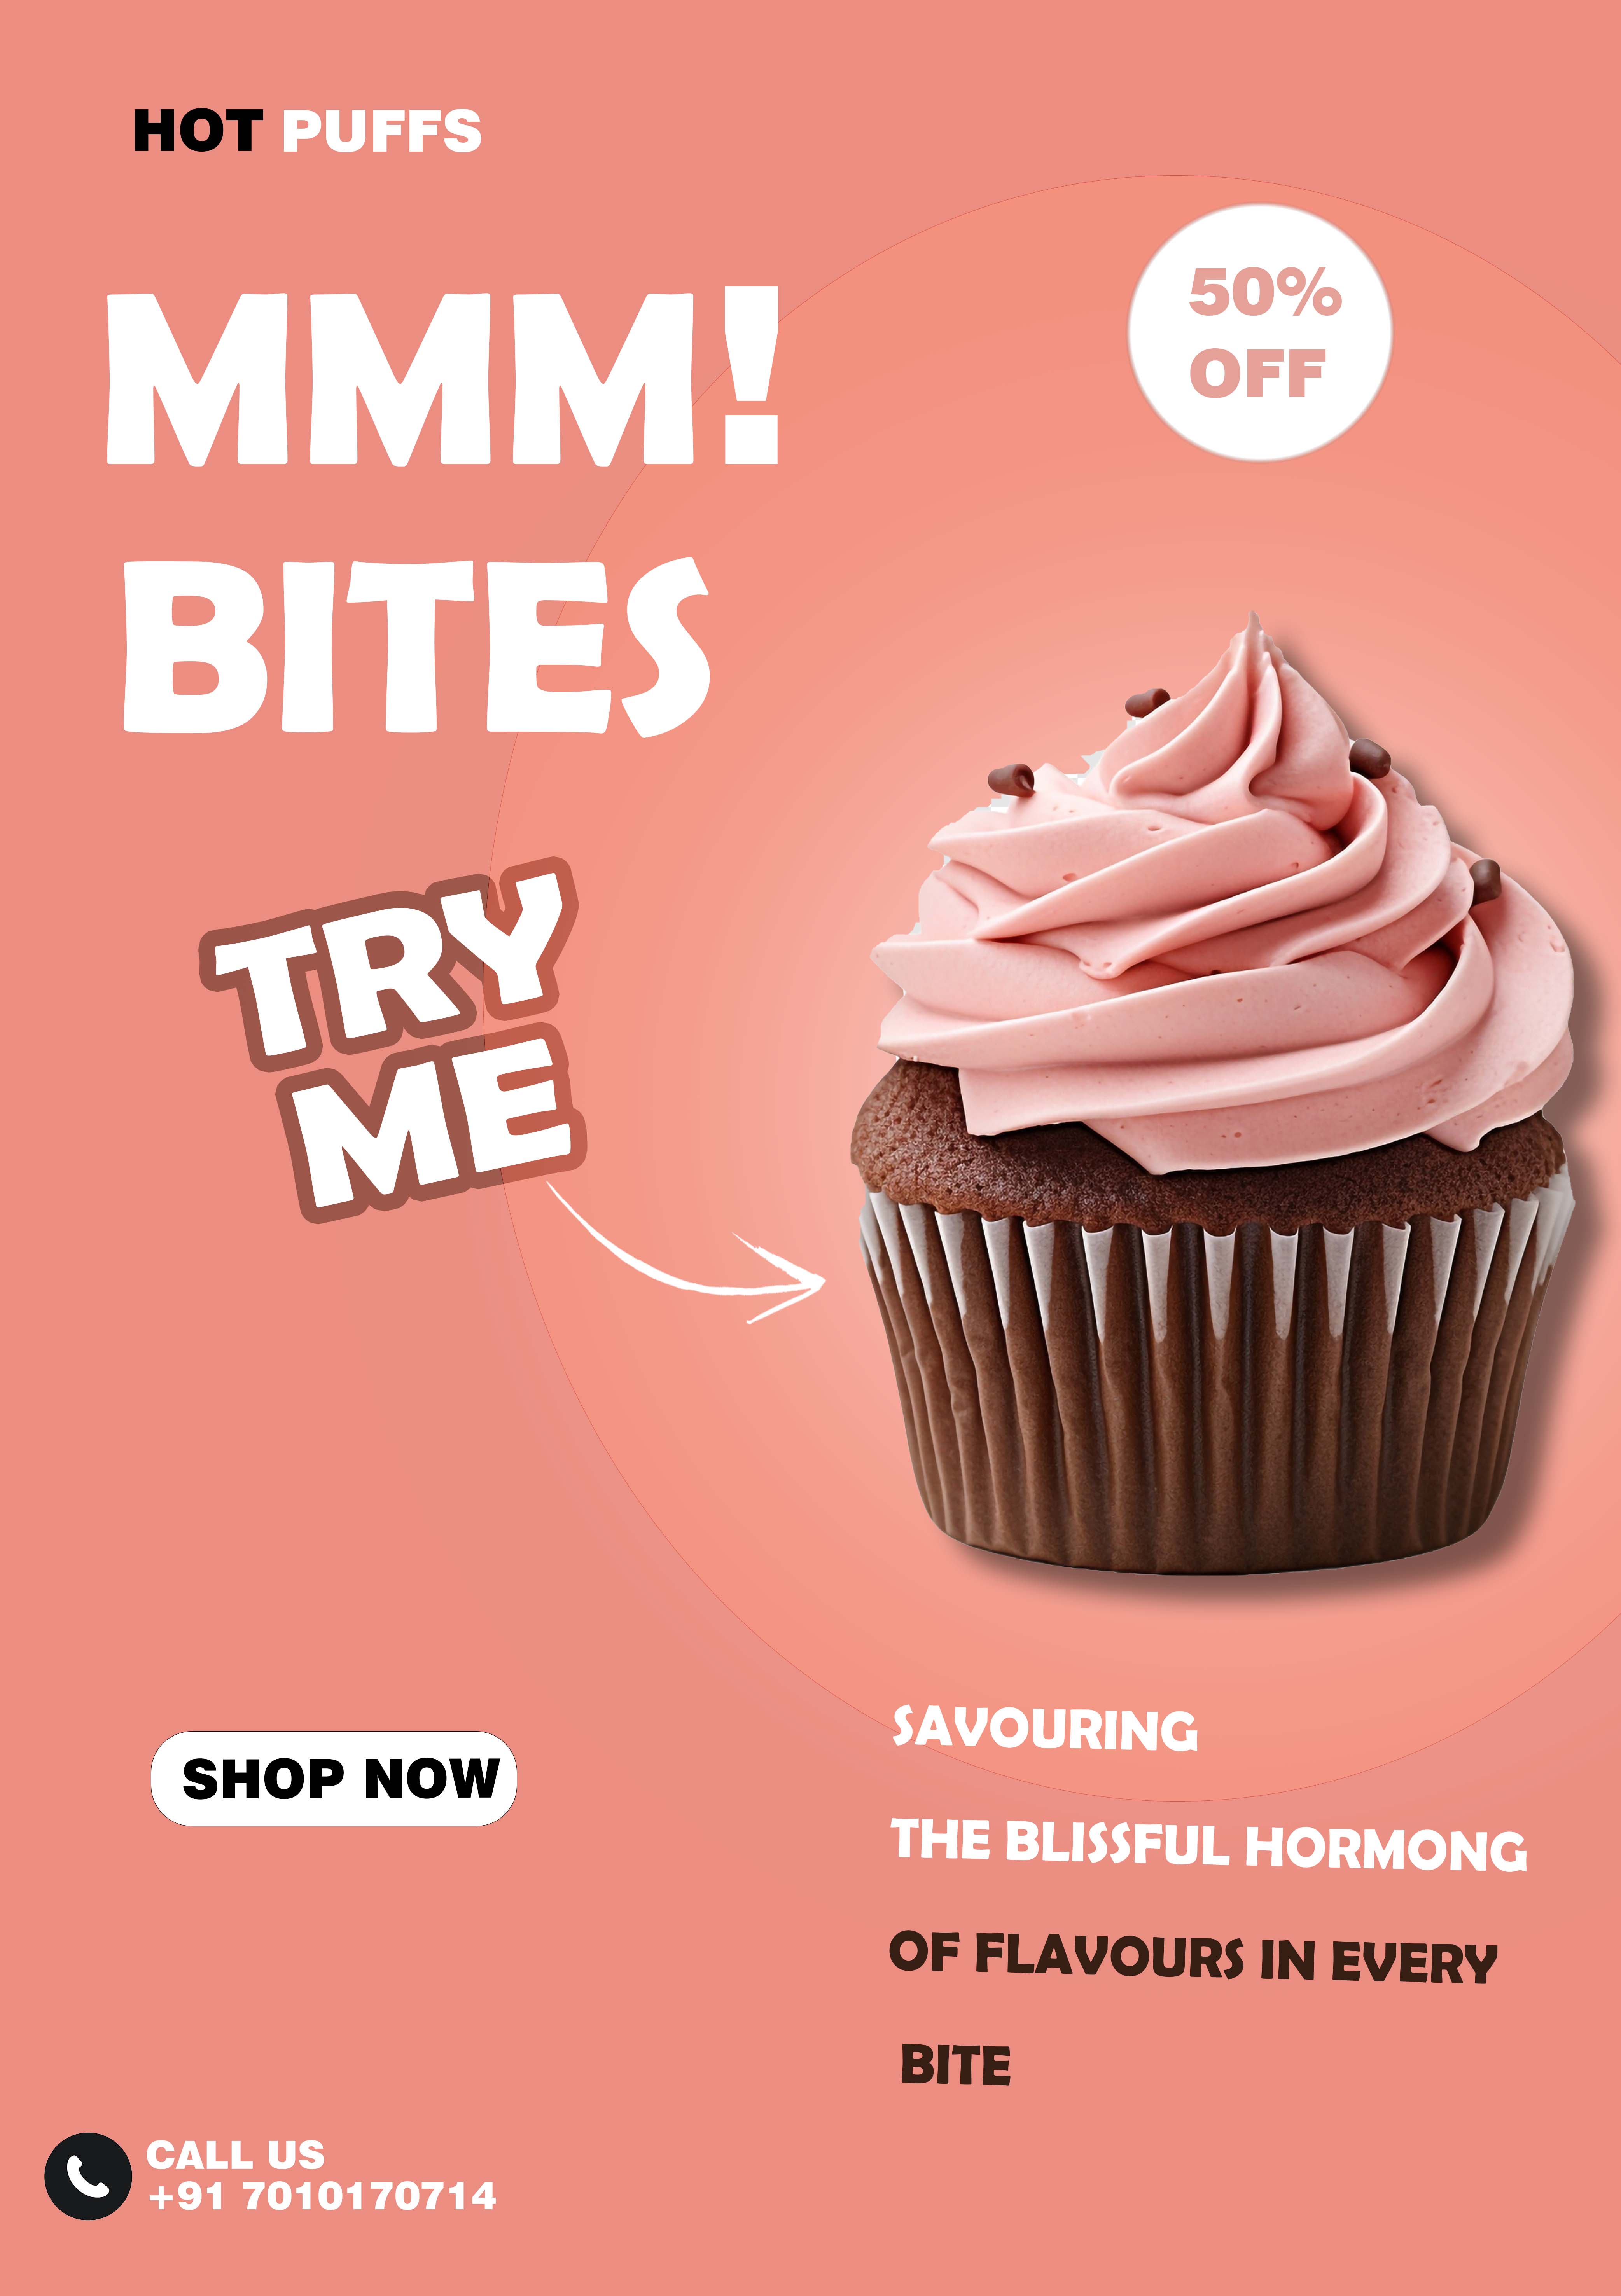 HOT PUFFS
MMM!
BITES
50%
OFF
TRY
ME
SHOP NOW
SAVOURING
THE BLISSFUL HORMONG
OF FLAVOURS IN EVERY
BITE
CALL US
+91 7010170714